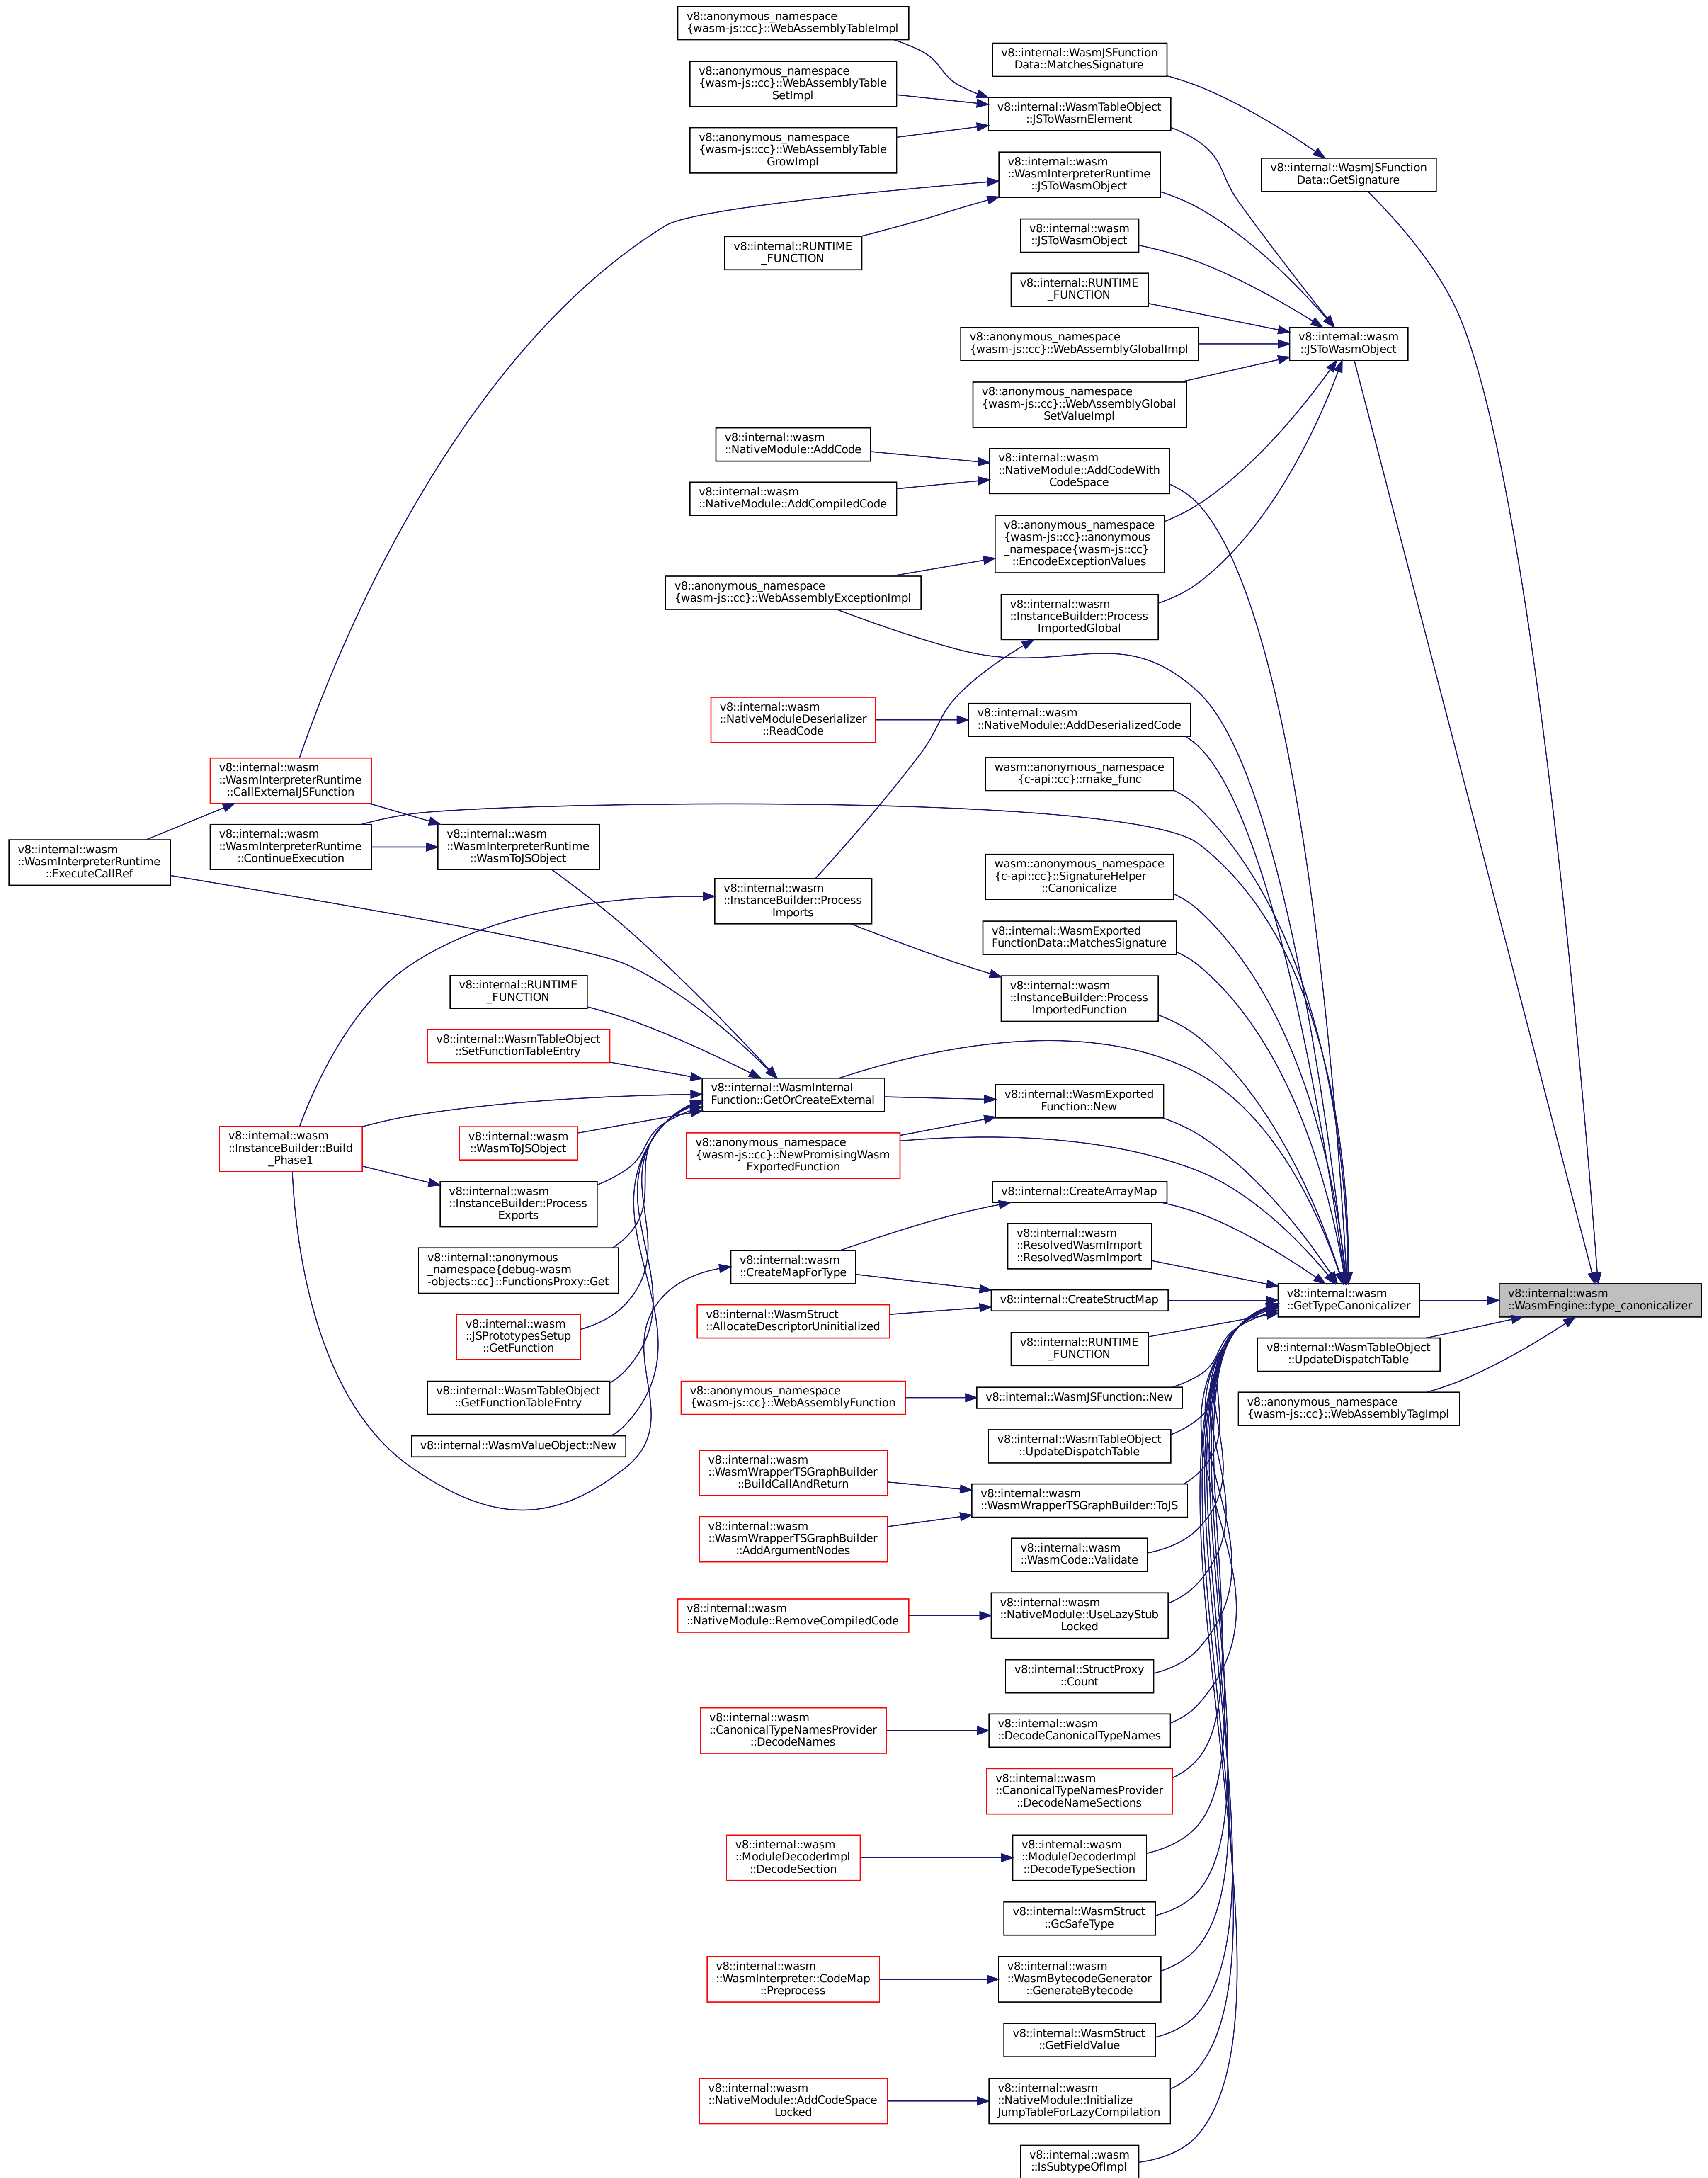 v8::anonymous_namespace
{wasm-js::cc}::WebAssemblyTableImpl
v8::internal::WasmJSFunction
Data::MatchesSignature
v8::anonymous_namespace
{wasm-js::cc}::WebAssemblyTable
SetImpl
v8::internal::WasmTableObject
::JSToWasmElement
v8::anonymous_namespace
{wasm-js::cc}::WebAssemblyTable
GrowImpl
v8::internal::wasm
::WasmInterpreterRuntime
::JSToWasmObject
v8::internal::WasmJSFunction
Data::GetSignature
v8::internal::RUNTIME
_FUNCTION
v8::internal::wasm
::JSToWasmObject
v8::internal::RUNTIME
_FUNCTION
v8::anonymous_namespace
{wasm-js::cc}::WebAssemblyGlobalImpl
v8::internal::wasm
::JSToWasmObject
v8::anonymous_namespace
{wasm-js::cc}::WebAssemblyGlobal
SetValueImpl
v8::internal::wasm
::NativeModule::AddCode
v8::internal::wasm
::NativeModule::AddCodeWith
CodeSpace
v8::internal::wasm
::NativeModule::AddCompiledCode
v8::anonymous_namespace
{wasm-js::cc}::anonymous
_namespace{wasm-js::cc}
::EncodeExceptionValues
v8::anonymous_namespace
{wasm-js::cc}::WebAssemblyExceptionImpl
v8::internal::wasm
::InstanceBuilder::Process
ImportedGlobal
v8::internal::wasm
::NativeModuleDeserializer
::ReadCode
v8::internal::wasm
::NativeModule::AddDeserializedCode
v8::internal::wasm
::WasmInterpreterRuntime
::CallExternalJSFunction
wasm::anonymous_namespace
{c-api::cc}::make_func
v8::internal::wasm
::WasmInterpreterRuntime
::ExecuteCallRef
v8::internal::wasm
::WasmInterpreterRuntime
::ContinueExecution
v8::internal::wasm
::WasmInterpreterRuntime
::WasmToJSObject
v8::internal::wasm
::InstanceBuilder::Process
Imports
wasm::anonymous_namespace
{c-api::cc}::SignatureHelper
::Canonicalize
v8::internal::WasmExported
FunctionData::MatchesSignature
v8::internal::RUNTIME
_FUNCTION
v8::internal::wasm
::InstanceBuilder::Process
ImportedFunction
v8::internal::WasmTableObject
::SetFunctionTableEntry
v8::internal::WasmInternal
Function::GetOrCreateExternal
v8::internal::WasmExported
Function::New
v8::internal::wasm
::InstanceBuilder::Build
_Phase1
v8::internal::wasm
::WasmToJSObject
v8::anonymous_namespace
{wasm-js::cc}::NewPromisingWasm
ExportedFunction
v8::internal::wasm
::InstanceBuilder::Process
Exports
v8::internal::CreateArrayMap
v8::internal::anonymous
_namespace{debug-wasm
-objects::cc}::FunctionsProxy::Get
v8::internal::wasm
::CreateMapForType
v8::internal::wasm
::ResolvedWasmImport
::ResolvedWasmImport
v8::internal::wasm
::JSPrototypesSetup
::GetFunction
v8::internal::WasmStruct
::AllocateDescriptorUninitialized
v8::internal::CreateStructMap
v8::internal::wasm
::GetTypeCanonicalizer
v8::internal::wasm
::WasmEngine::type_canonicalizer
v8::internal::RUNTIME
_FUNCTION
v8::internal::WasmTableObject
::UpdateDispatchTable
v8::internal::WasmTableObject
::GetFunctionTableEntry
v8::anonymous_namespace
{wasm-js::cc}::WebAssemblyFunction
v8::internal::WasmJSFunction::New
v8::anonymous_namespace
{wasm-js::cc}::WebAssemblyTagImpl
v8::internal::WasmValueObject::New
v8::internal::WasmTableObject
::UpdateDispatchTable
v8::internal::wasm
::WasmWrapperTSGraphBuilder
::BuildCallAndReturn
v8::internal::wasm
::WasmWrapperTSGraphBuilder::ToJS
v8::internal::wasm
::WasmWrapperTSGraphBuilder
::AddArgumentNodes
v8::internal::wasm
::WasmCode::Validate
v8::internal::wasm
::NativeModule::RemoveCompiledCode
v8::internal::wasm
::NativeModule::UseLazyStub
Locked
v8::internal::StructProxy
::Count
v8::internal::wasm
::CanonicalTypeNamesProvider
::DecodeNames
v8::internal::wasm
::DecodeCanonicalTypeNames
v8::internal::wasm
::CanonicalTypeNamesProvider
::DecodeNameSections
v8::internal::wasm
::ModuleDecoderImpl
::DecodeSection
v8::internal::wasm
::ModuleDecoderImpl
::DecodeTypeSection
v8::internal::WasmStruct
::GcSafeType
v8::internal::wasm
::WasmInterpreter::CodeMap
::Preprocess
v8::internal::wasm
::WasmBytecodeGenerator
::GenerateBytecode
v8::internal::WasmStruct
::GetFieldValue
v8::internal::wasm
::NativeModule::AddCodeSpace
Locked
v8::internal::wasm
::NativeModule::Initialize
JumpTableForLazyCompilation
v8::internal::wasm
::IsSubtypeOfImpl